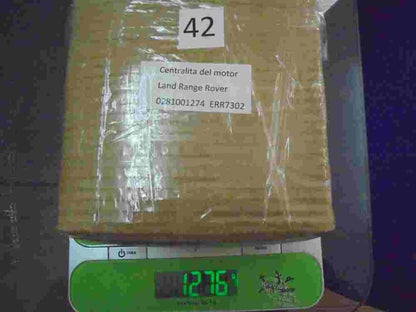 42
Centralita del motor
Land Range Rover
0281001274 ERR7302
1276